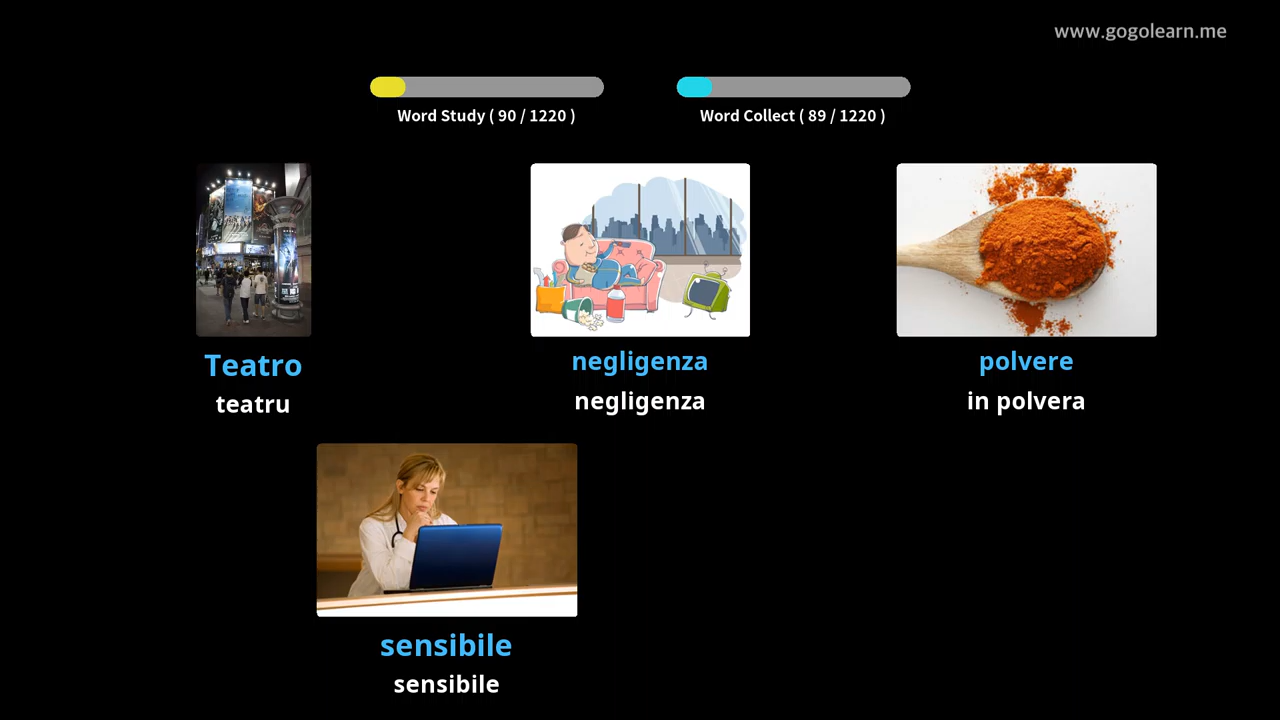 www.gogolearn.me
Word Study ( 90 / 1220 )
Word Collect ( 89 / 1220 )
Teatro
teatru
negligenza
negligenza
polvere
in polvera
sensibile
sensibile